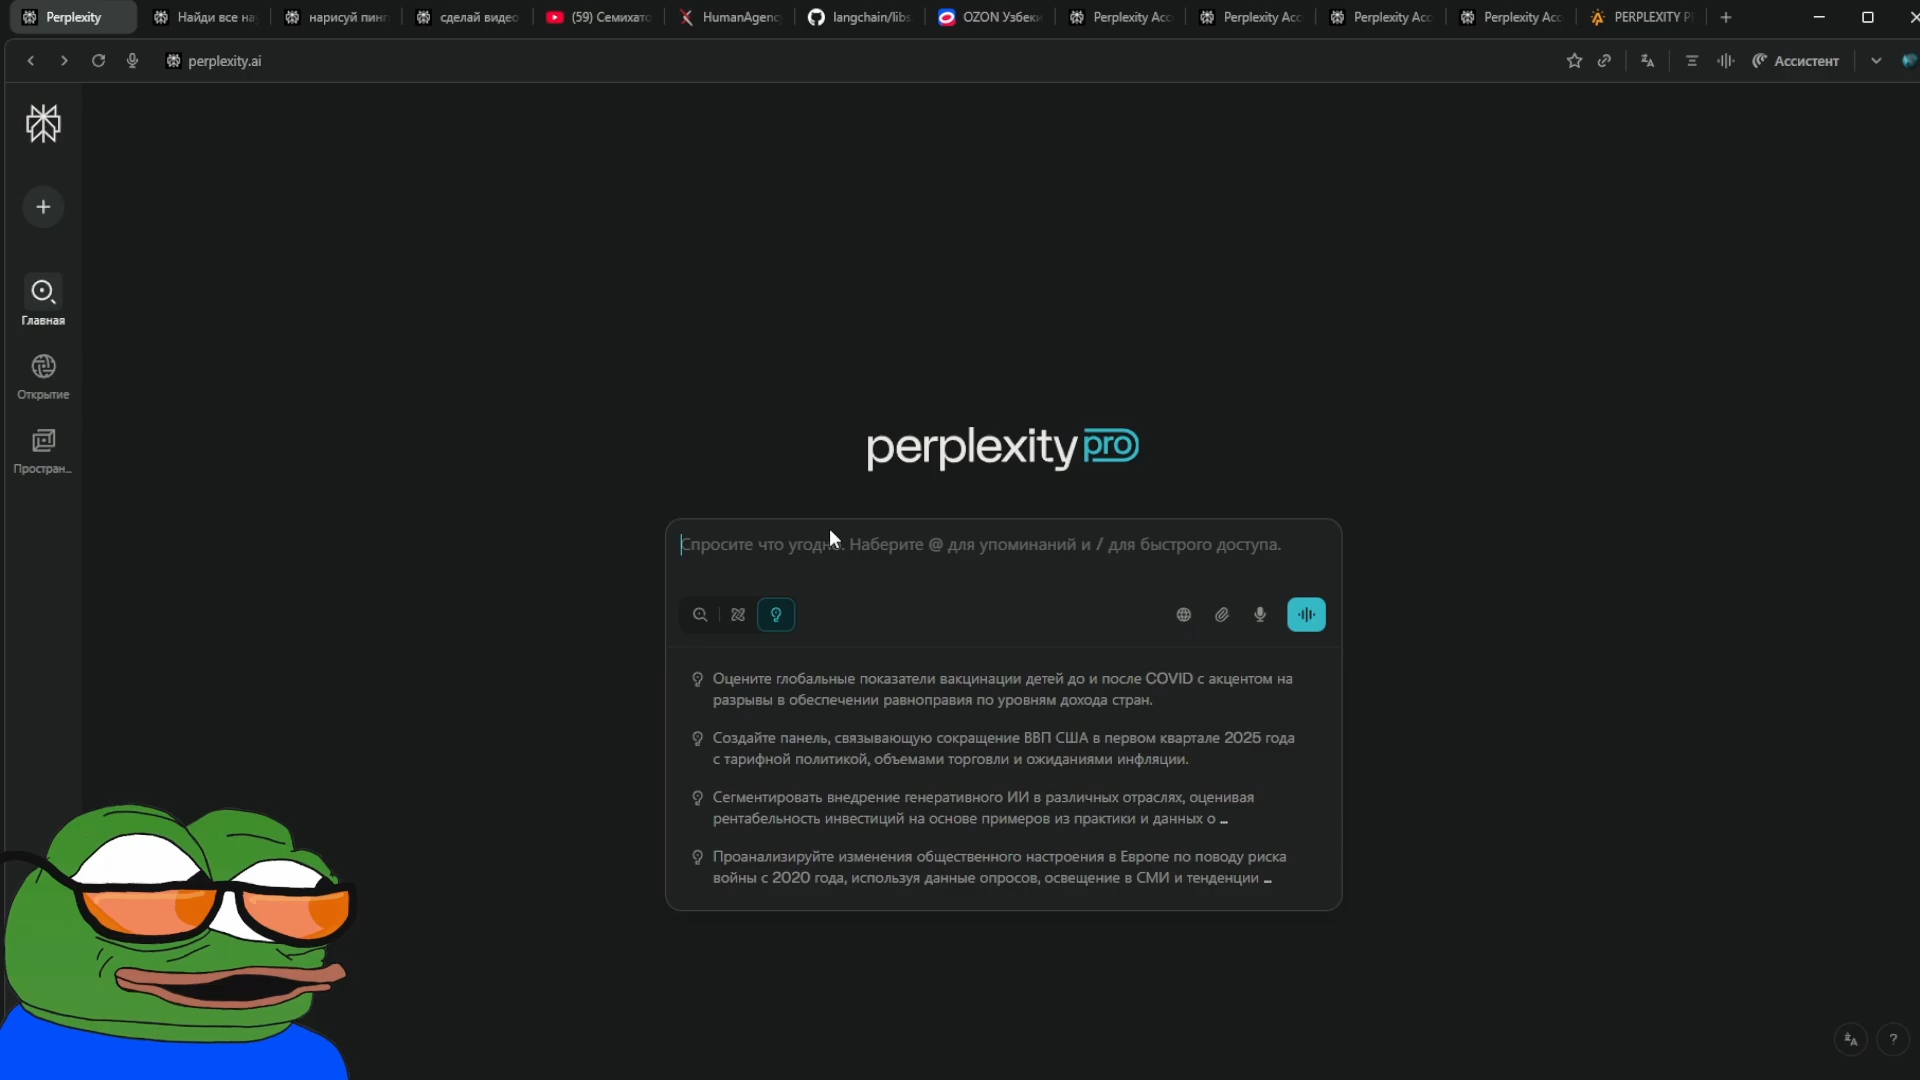 Perplexity
Найди все на
нарисуй пинг
сделай видео
(59) Семихато
HumanAgenc
langchain/libs
OZON Узбеки
Perplexity Acc
Perplexity Acc
Perplexity Acc
Perplexity Acc
PERPLEXITY P
perplexity.ai
Ассистент
Главная
Открытие
Простран...
perplexity pro
Спросите что угодно. Наберите @ для упоминаний и / для быстрого доступа.
Оцените глобальные показатели вакцинации детей до и после COVID с акцентом на
разрывы в обеспечении равноправия по уровням дохода стран.
Создайте панель, связывающую сокращение ВВП США в первом квартале 2025 года
с тарифной политикой, объемами торговли и ожиданиями инфляции.
Сегментировать внедрение генеративного ИИ в различных отраслях, оценивая
рентабельность инвестиций на основе примеров из практики и данных о ...
Проанализируйте изменения общественного настроения в Европе по поводу риска
войны с 2020 года, используя данные опросов, освещение в СМИ и тенденции ...